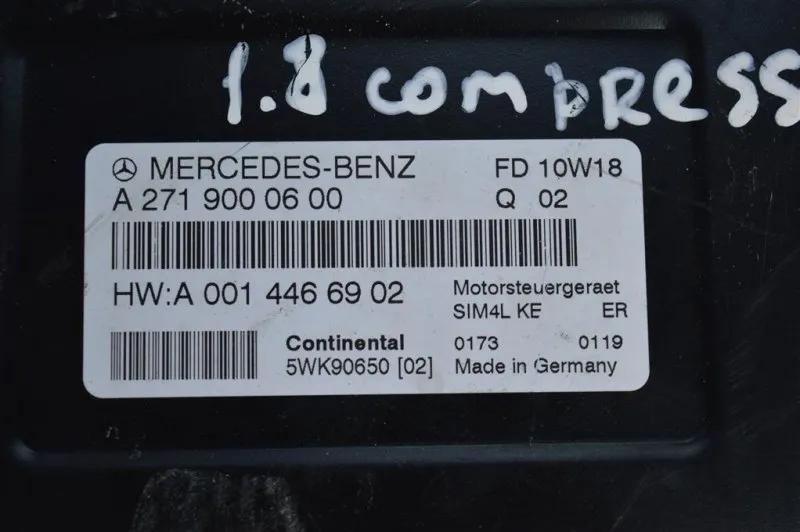 1.8 compress
MERCEDES-BENZ FD 10W18
A 271 900 06 00 Q 02
HW:A 001 446 69 02 Motorsteuergeraet
SIM4L KE ER
Continental 0173 0119
5WK90650 [02] Made in Germany